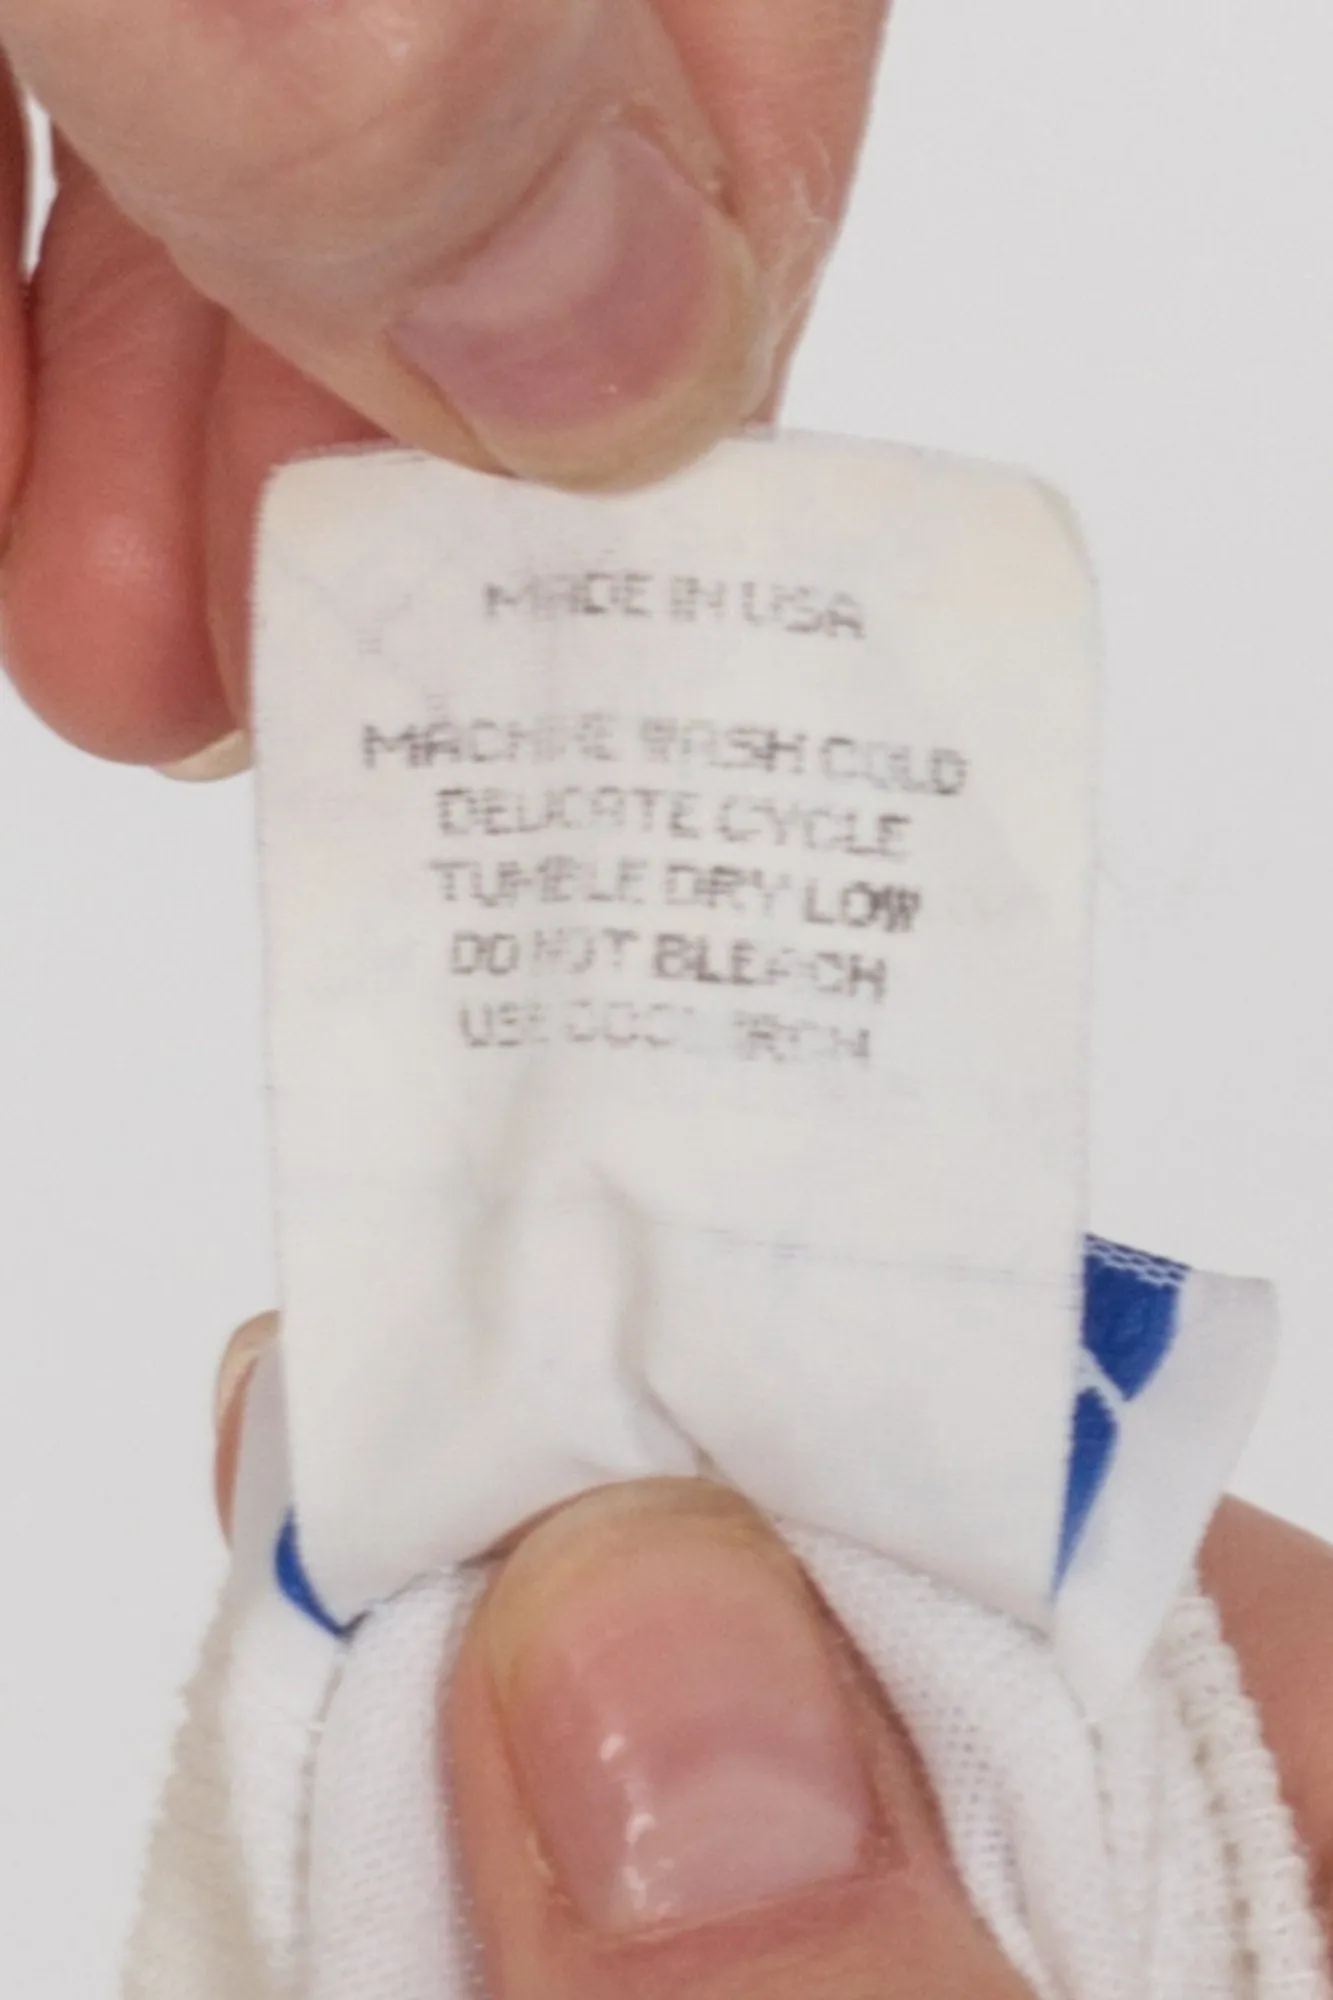 MADE IN USA
MACHINE WASH COLD
DELICATE CYCLE
TUMBLE DRY LOW
DO NOT BLEACH
USE COOL IRON